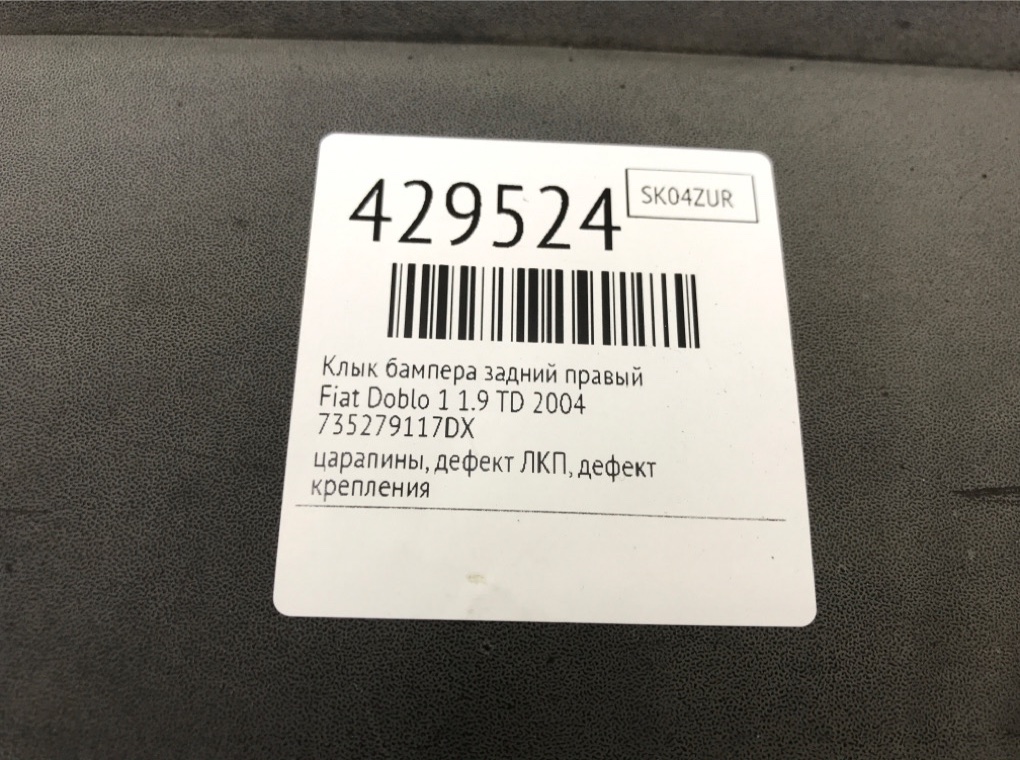 429524
SK04ZUR
Клык бампера задний правый
Fiat Doblo 1 1.9 TD 2004
735279117DX
царапины, дефект ЛКП, дефект
крепления